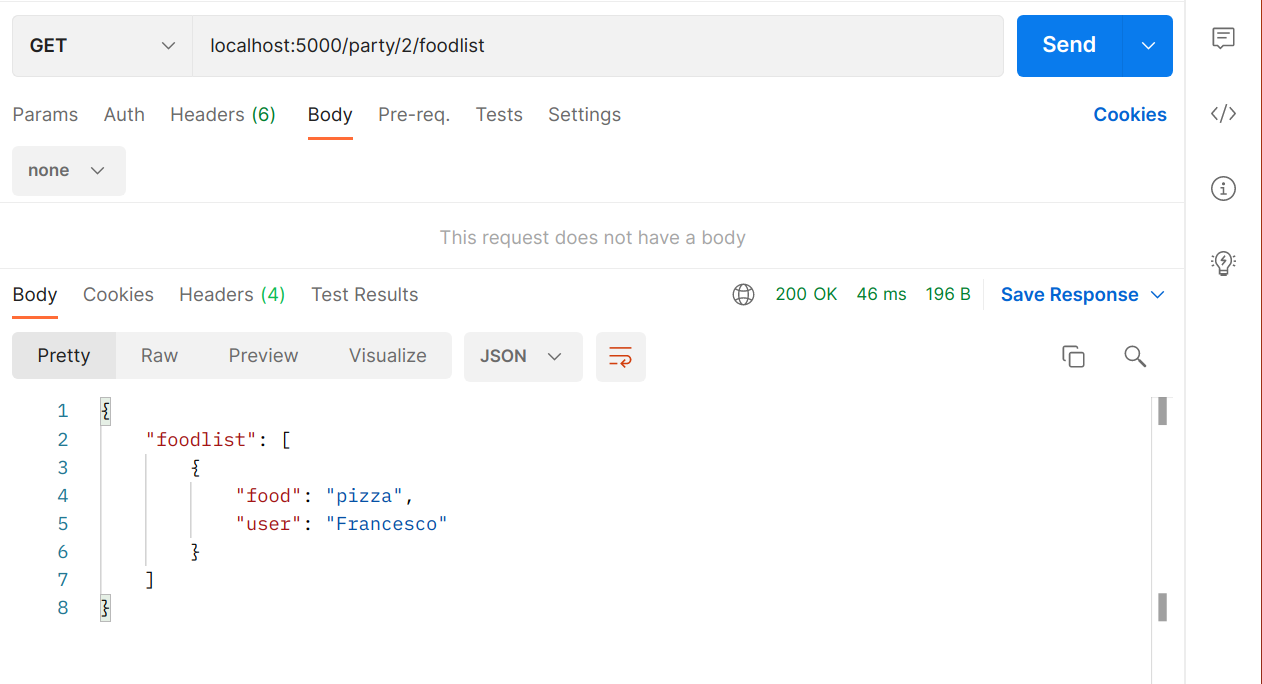 GET localhost:5000/party/2/foodlist Send
Params Auth Headers (6) Body Pre-req. Tests Settings Cookies
none
This request does not have a body
Body Cookies Headers (4) Test Results 200 OK 46 ms 196 B Save Response
Pretty Raw Preview Visualize JSON
1 {
2 "foodlist": [
3 {
4 "food": "pizza",
5 "user": "Francesco"
6 }
7 ]
8 }